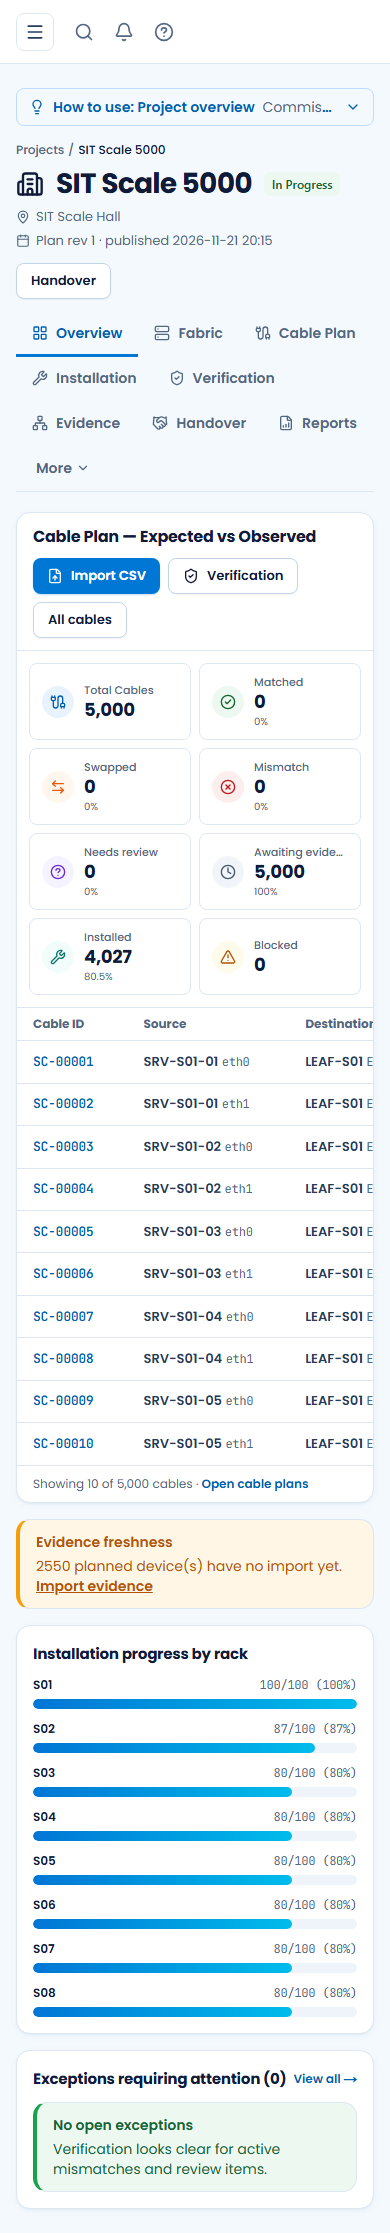 How to use: Project overview Commis...
Projects / SIT Scale 5000
SIT Scale 5000 In Progress
SIT Scale Hall
Plan rev 1 · published 2026-11-21 20:15
Handover
Overview Fabric Cable Plan
Installation Verification
Evidence Handover Reports
More
Cable Plan — Expected vs Observed
Import CSV Verification
All cables
Total Cables
5,000
Matched
0
0%
Swapped
0
0%
Mismatch
0
0%
Needs review
0
0%
Awaiting evide...
5,000
100%
Installed
4,027
80.5%
Blocked
0
Cable ID Source Destination
SC-00001 SRV-S01-01 eth0 LEAF-S01 E
SC-00002 SRV-S01-01 eth1 LEAF-S01 E
SC-00003 SRV-S01-02 eth0 LEAF-S01 E
SC-00004 SRV-S01-02 eth1 LEAF-S01 E
SC-00005 SRV-S01-03 eth0 LEAF-S01 E
SC-00006 SRV-S01-03 eth1 LEAF-S01 E
SC-00007 SRV-S01-04 eth0 LEAF-S01 E
SC-00008 SRV-S01-04 eth1 LEAF-S01 E
SC-00009 SRV-S01-05 eth0 LEAF-S01 E
SC-00010 SRV-S01-05 eth1 LEAF-S01 E
Showing 10 of 5,000 cables · Open cable plans
Evidence freshness
2550 planned device(s) have no import yet.
Import evidence
Installation progress by rack
S01 100/100 (100%)
S02 87/100 (87%)
S03 80/100 (80%)
S04 80/100 (80%)
S05 80/100 (80%)
S06 80/100 (80%)
S07 80/100 (80%)
S08 80/100 (80%)
Exceptions requiring attention (0) View all →
No open exceptions
Verification looks clear for active
mismatches and review items.